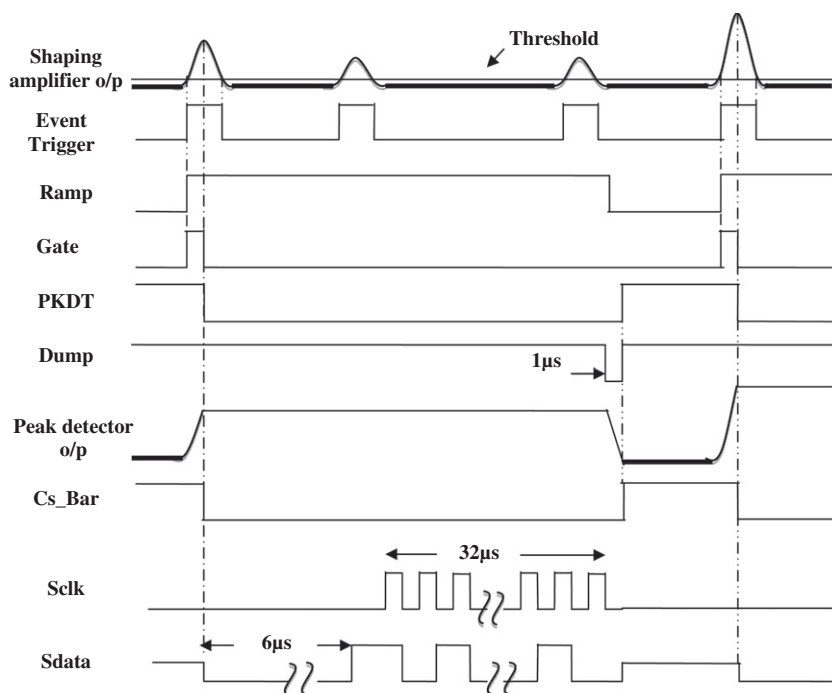 Threshold
Shaping
amplifier o/p
Event
Trigger
Ramp
Gate
PKDT
Dump
1µs
Peak detector
o/p
Cs_Bar
32µs
Sclk
6µs
Sdata